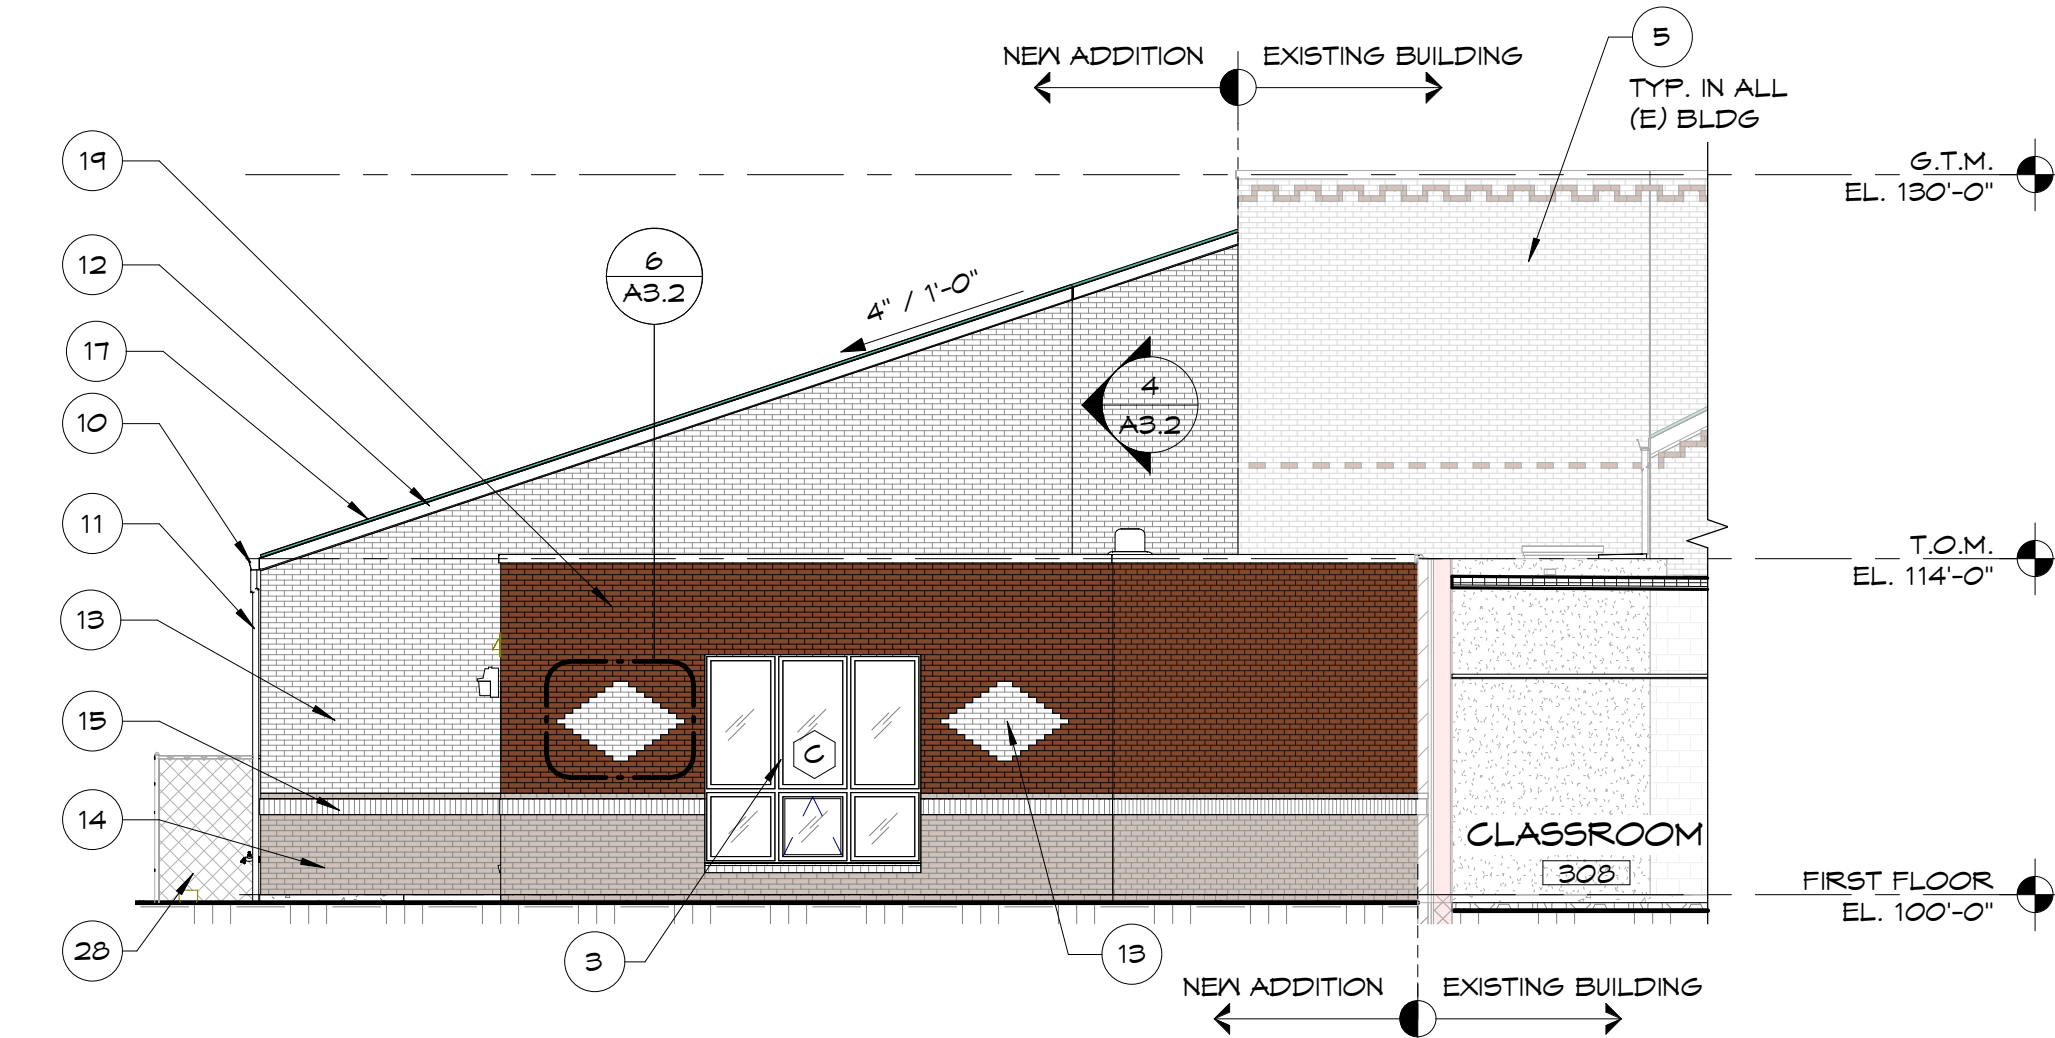 NEW ADDITION
EXISTING BUILDING
5
TYP. IN ALL
(E) BLDG
G.T.M.
EL. 130'-0"
19
12
17
10
11
13
15
14
28
6
A3.2
4" / 1'-0"
4
A3.2
T.O.M.
EL. 114'-0"
C
CLASSROOM
308
FIRST FLOOR
EL. 100'-0"
3
13
NEW ADDITION
EXISTING BUILDING